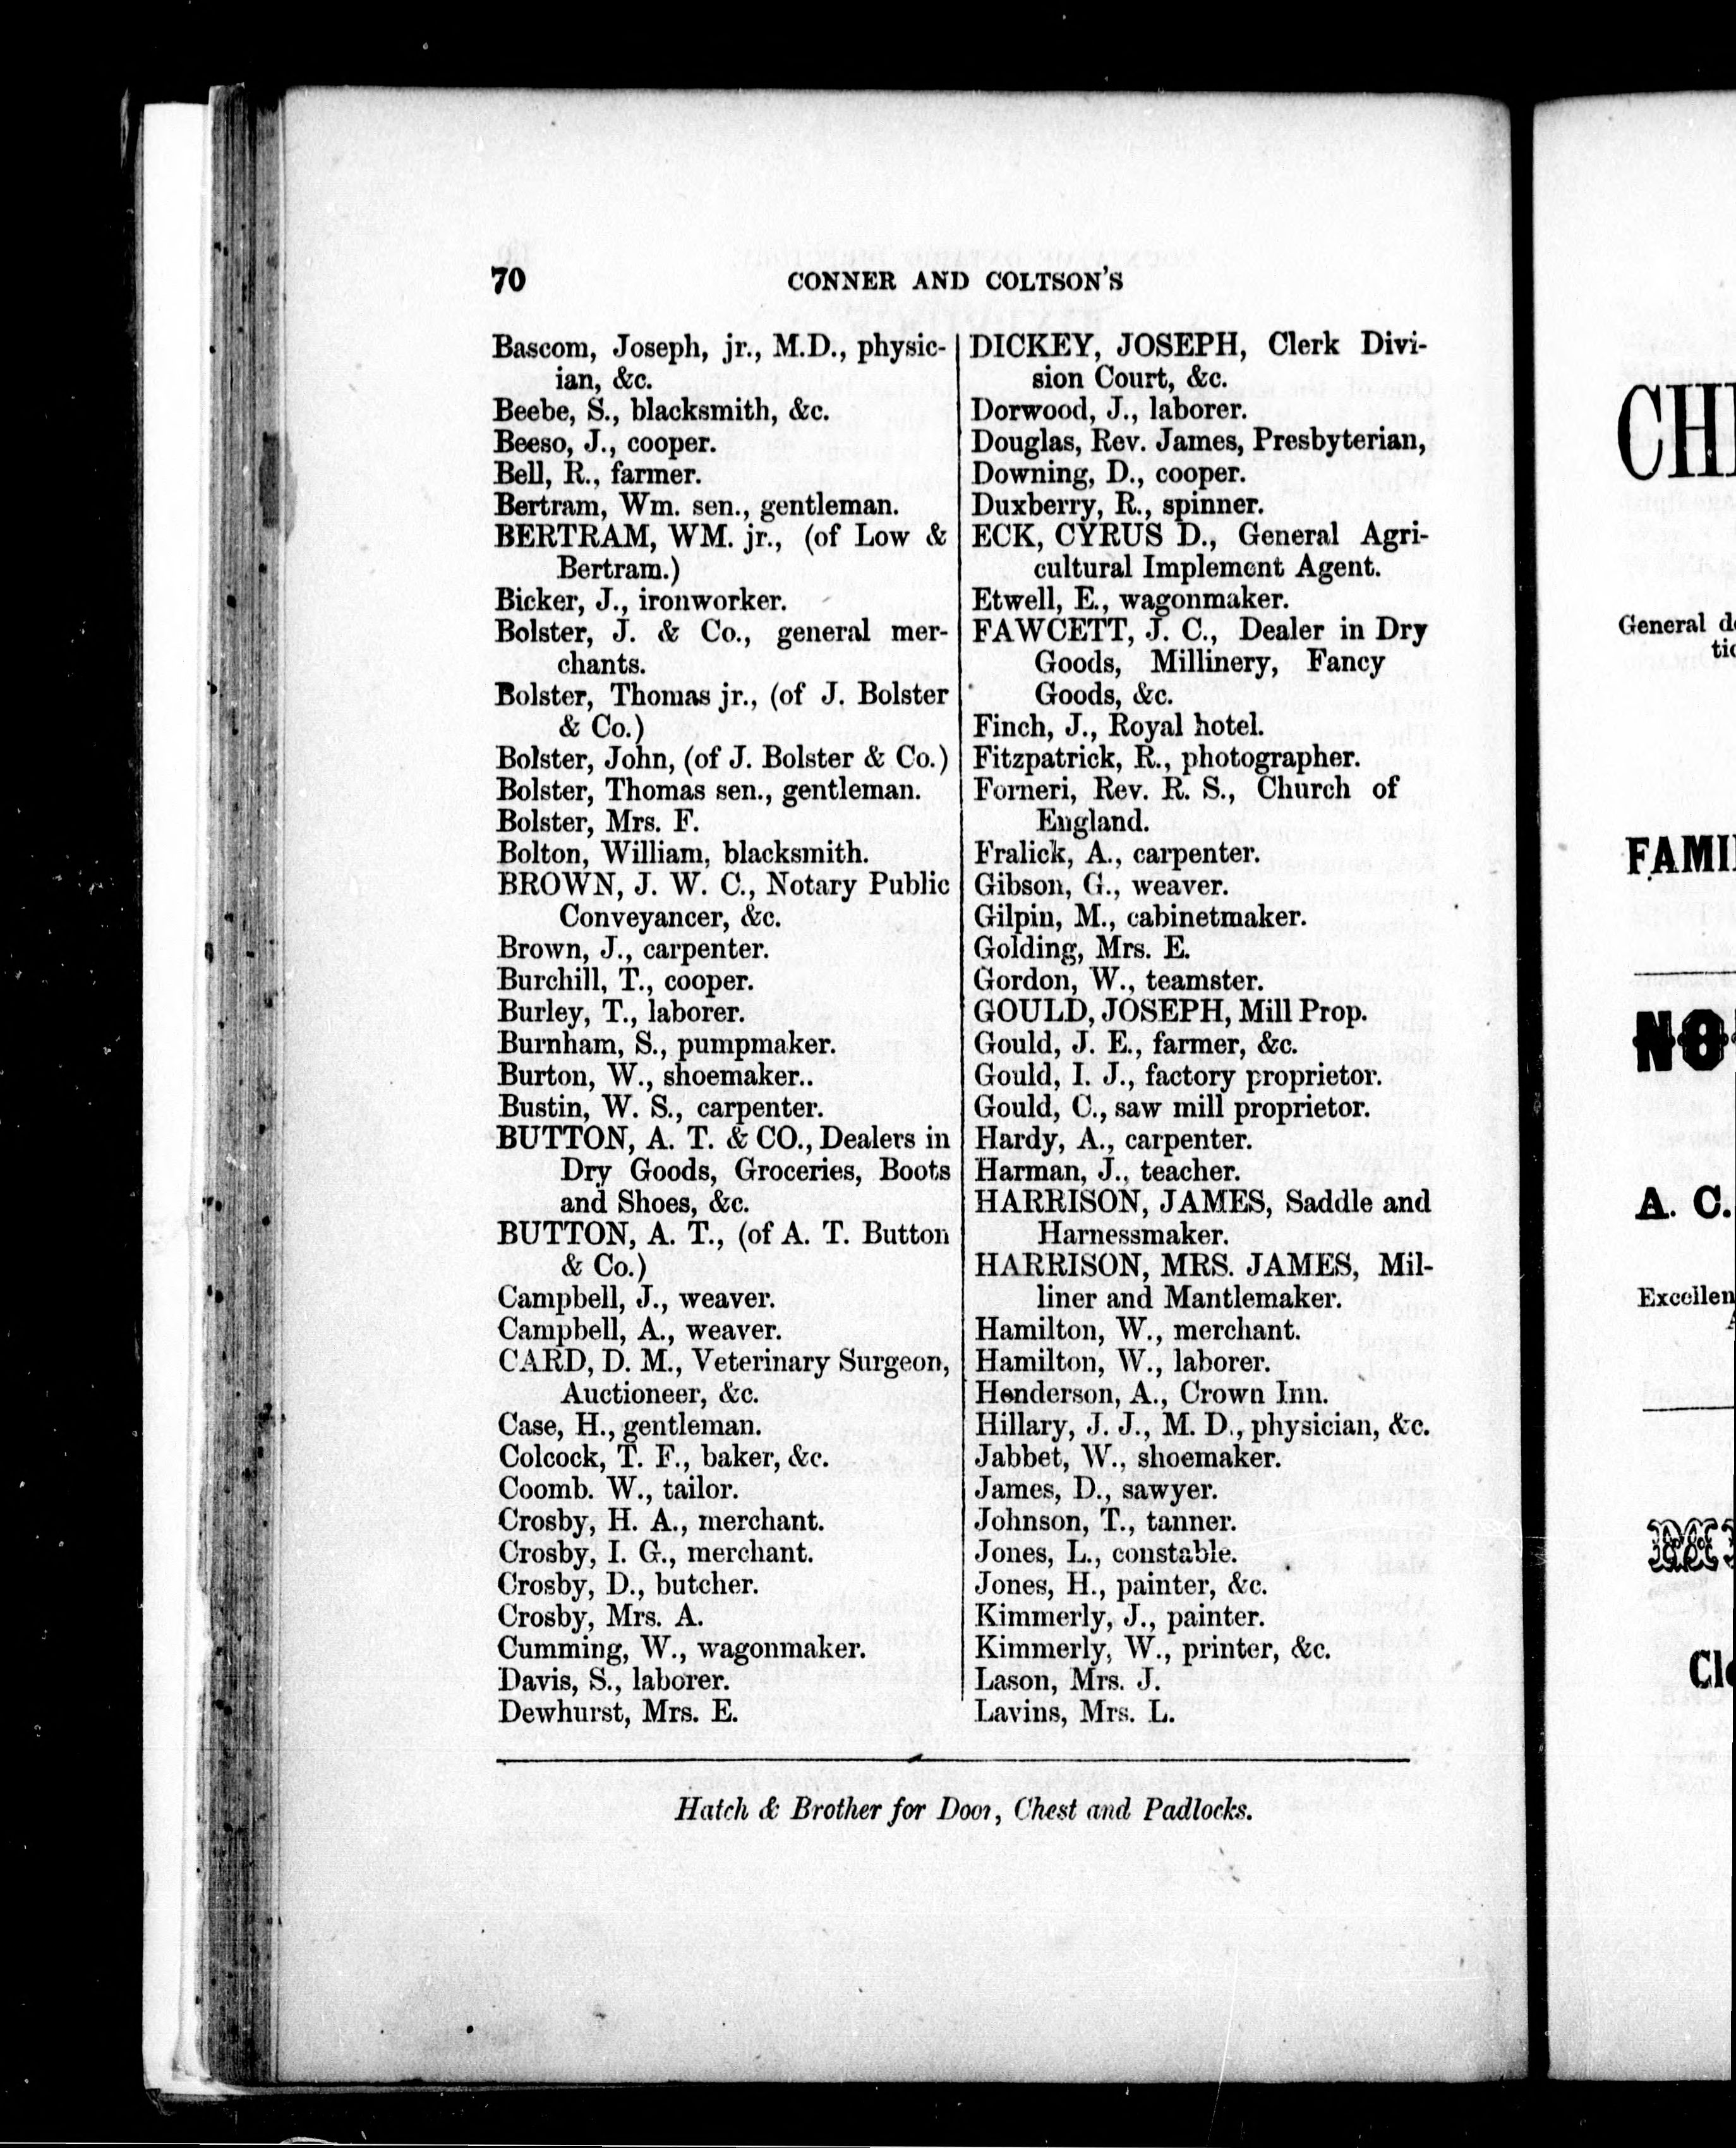 70
CONNER AND COLTSON'S
Bascom, Joseph, jr., M.D., physic-
ian, &c.
Beebe, S., blacksmith, &c.
Beeso, J., cooper.
Bell, R., farmer.
Bertram, Wm. sen., gentleman.
BERTRAM, WM. jr., (of Low &
Bertram.)
Bicker, J., ironworker.
Bolster, J. & Co., general mer-
chants.
Bolster, Thomas jr., (of J. Bolster
& Co.)
Bolster, John, (of J. Bolster & Co.)
Bolster, Thomas sen., gentleman.
Bolster, Mrs. F.
Bolton, William, blacksmith.
BROWN, J. W. C., Notary Public
Conveyancer, &c.
Brown, J., carpenter.
Burchill, T., cooper.
Burley, T., laborer.
Burnham, S., pumpmaker.
Burton, W., shoemaker..
Bustin, W. S., carpenter.
BUTTON, A. T. & CO., Dealers in
Dry Goods, Groceries, Boots
and Shoes, &c.
BUTTON, A. T., (of A. T. Button
& Co.)
Campbell, J., weaver.
Campbell, A., weaver.
CARD, D. M., Veterinary Surgeon,
Auctioneer, &c.
Case, H., gentleman.
Colcock, T. F., baker, &c.
Coomb. W., tailor.
Crosby, H. A., merchant.
Crosby, I. G., merchant.
Crosby, D., butcher.
Crosby, Mrs. A.
Cumming, W., wagonmaker.
Davis, S., laborer.
Dewhurst, Mrs. E.
DICKEY, JOSEPH, Clerk Divi-
sion Court, &c.
Dorwood, J., laborer.
Douglas, Rev. James, Presbyterian,
Downing, D., cooper.
Duxberry, R., spinner.
ECK, CYRUS D., General Agri-
cultural Implement Agent.
Etwell, E., wagonmaker.
FAWCETT, J. C., Dealer in Dry
Goods, Millinery, Fancy
Goods, &c.
Finch, J., Royal hotel.
Fitzpatrick, R., photographer.
Forneri, Rev. R. S., Church of
England.
Fralick, A., carpenter.
Gibson, G., weaver.
Gilpin, M., cabinetmaker.
Golding, Mrs. E.
Gordon, W., teamster.
GOULD, JOSEPH, Mill Prop.
Gould, J. E., farmer, &c.
Gould, I. J., factory proprietor.
Gould, C., saw mill proprietor.
Hardy, A., carpenter.
Harman, J., teacher.
HARRISON, JAMES, Saddle and
Harnessmaker.
HARRISON, MRS. JAMES, Mil-
liner and Mantlemaker.
Hamilton, W., merchant.
Hamilton, W., laborer.
Henderson, A., Crown Inn.
Hillary, J. J., M. D., physician, &c.
Jabbet, W., shoemaker.
James, D., sawyer.
Johnson, T., tanner.
Jones, L., constable.
Jones, H., painter, &c.
Kimmerly, J., painter.
Kimmerly, W., printer, &c.
Lason, Mrs. J.
Lavins, Mrs. L.
Hatch & Brother for Door, Chest and Padlocks.
General
A. C.